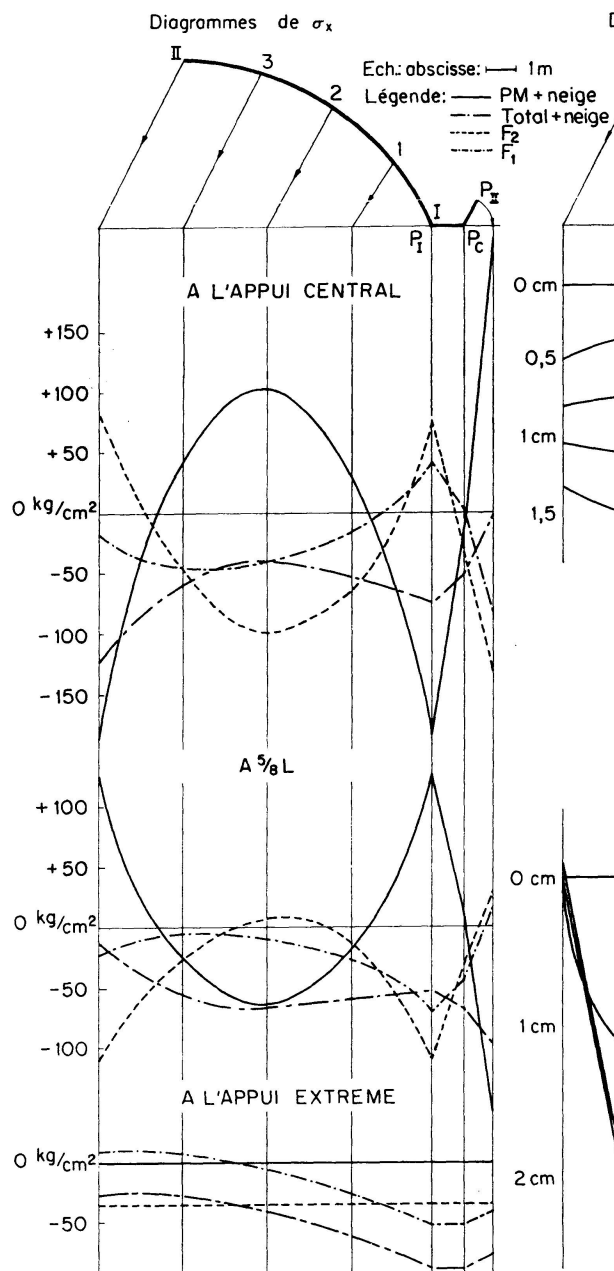 Diagrammes de σx
D
II
3
2
1
I
Ech.: abscisse: 1 m
Légende: PM + neige
Total + neige
F2
F1
PI
PC
PII
A L'APPUI CENTRAL
+150
+100
+50
0 kg/cm²
-50
-100
-150
A 5/8 L
+100
+50
0 kg/cm²
-50
-100
A L'APPUI EXTREME
0 kg/cm²
-50
0 cm
0,5
1 cm
1,5
0 cm
1 cm
2 cm